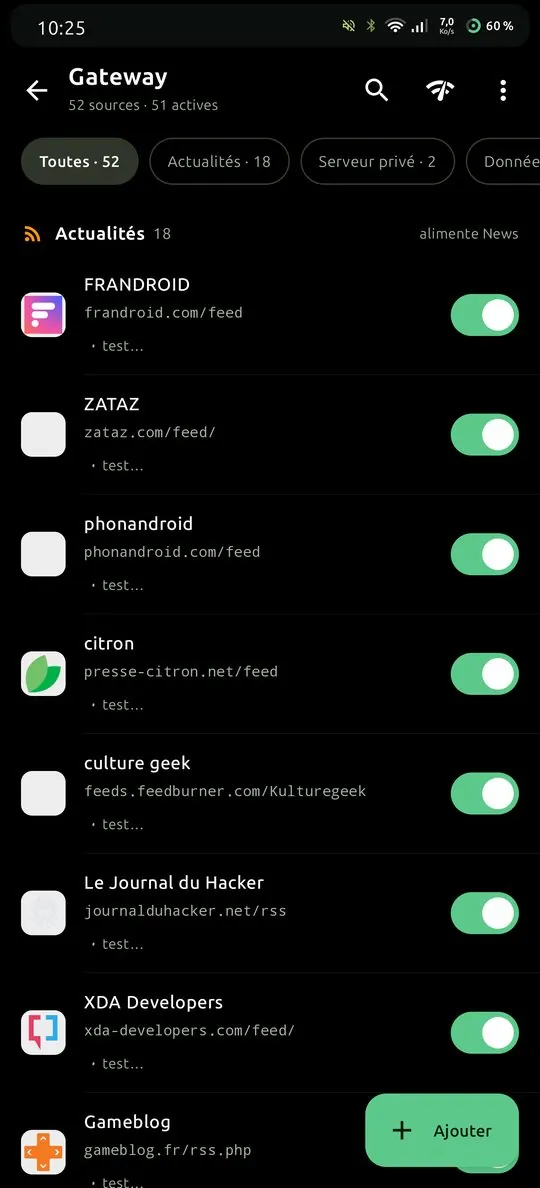 10:25
7,0
Ko/s
60 %
Gateway
52 sources · 51 actives
Toutes · 52
Actualités · 18
Serveur privé · 2
Donnée
Actualités 18
alimente News
FRANDROID
frandroid.com/feed
· test...
ZATAZ
zataz.com/feed/
· test...
phonandroid
phonandroid.com/feed
· test...
citron
presse-citron.net/feed
· test...
culture geek
feeds.feedburner.com/Kulturegeek
· test...
Le Journal du Hacker
journalduhacker.net/rss
· test...
XDA Developers
xda-developers.com/feed/
· test...
Gameblog
gameblog.fr/rss.php
· test...
+ Ajouter